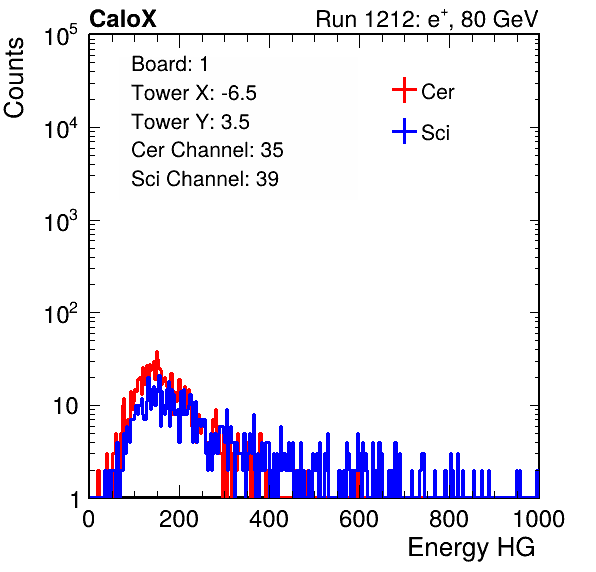 CaloX Run 1212: e⁺, 80 GeV
Counts
10⁵
10⁴
10³
10²
10
1
Board: 1
Tower X: -6.5
Tower Y: 3.5
Cer Channel: 35
Sci Channel: 39
Cer
Sci
0 200 400 600 800 1000
Energy HG